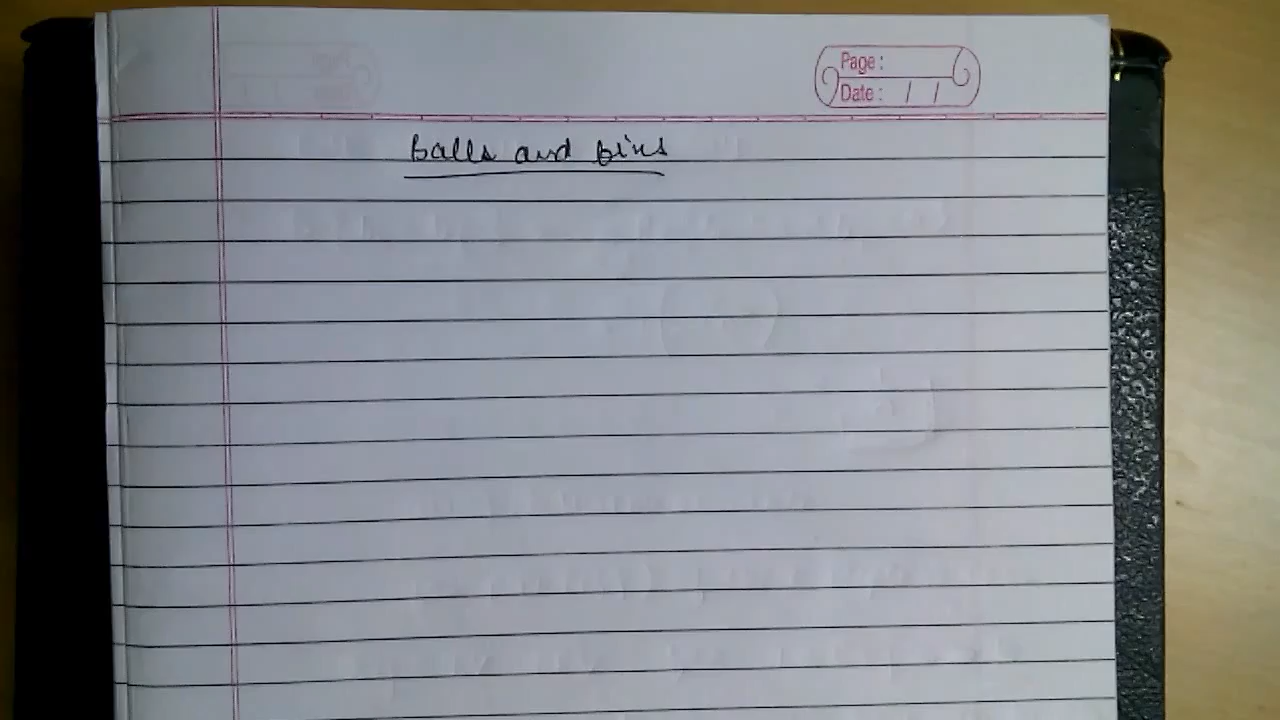 Page :
Date : / /
Balls and bins